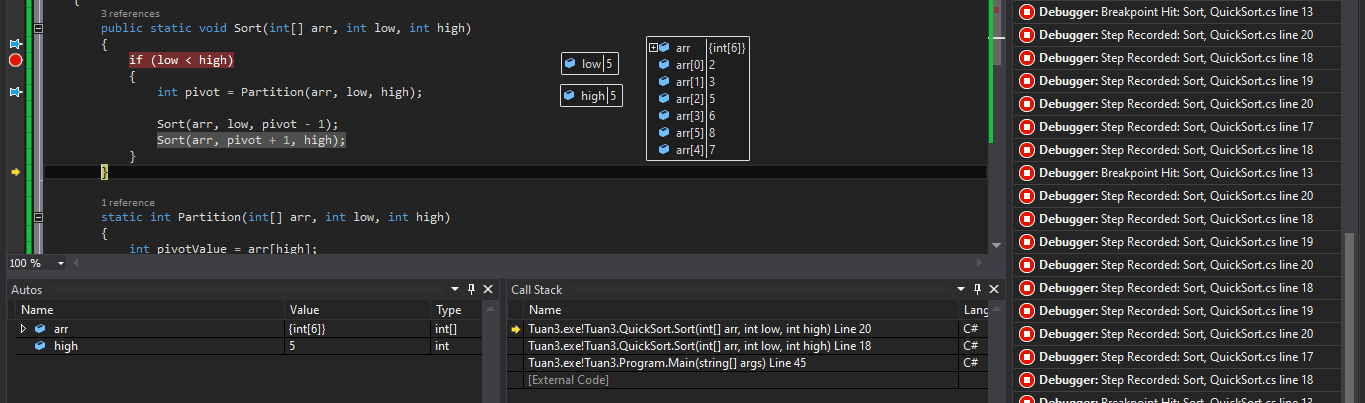 {
3 references
public static void Sort(int[] arr, int low, int high)
{
if (low < high)
{
int pivot = Partition(arr, low, high);
Sort(arr, low, pivot - 1);
Sort(arr, pivot + 1, high);
}
}
1 reference
static int Partition(int[] arr, int low, int high)
{
int pivotValue = arr[high];
low 5
high 5
arr {int[6]}
arr[0] 2
arr[1] 3
arr[2] 5
arr[3] 6
arr[5] 8
arr[4] 7
100 %
Autos
Name Value Type
arr {int[6]} int[]
high 5 int
Call Stack
Name Lang
Tuan3.exe!Tuan3.QuickSort.Sort(int[] arr, int low, int high) Line 20 C#
Tuan3.exe!Tuan3.QuickSort.Sort(int[] arr, int low, int high) Line 18 C#
Tuan3.exe!Tuan3.Program.Main(string[] args) Line 45 C#
[External Code]
Debugger: Breakpoint Hit: Sort, QuickSort.cs line 13
Debugger: Step Recorded: Sort, QuickSort.cs line 20
Debugger: Step Recorded: Sort, QuickSort.cs line 18
Debugger: Step Recorded: Sort, QuickSort.cs line 19
Debugger: Step Recorded: Sort, QuickSort.cs line 20
Debugger: Step Recorded: Sort, QuickSort.cs line 17
Debugger: Step Recorded: Sort, QuickSort.cs line 18
Debugger: Breakpoint Hit: Sort, QuickSort.cs line 13
Debugger: Step Recorded: Sort, QuickSort.cs line 20
Debugger: Step Recorded: Sort, QuickSort.cs line 18
Debugger: Step Recorded: Sort, QuickSort.cs line 19
Debugger: Step Recorded: Sort, QuickSort.cs line 20
Debugger: Step Recorded: Sort, QuickSort.cs line 18
Debugger: Step Recorded: Sort, QuickSort.cs line 19
Debugger: Step Recorded: Sort, QuickSort.cs line 20
Debugger: Step Recorded: Sort, QuickSort.cs line 17
Debugger: Step Recorded: Sort, QuickSort.cs line 18
Debugger: Breakpoint Hit: Sort, QuickSort.cs line 13